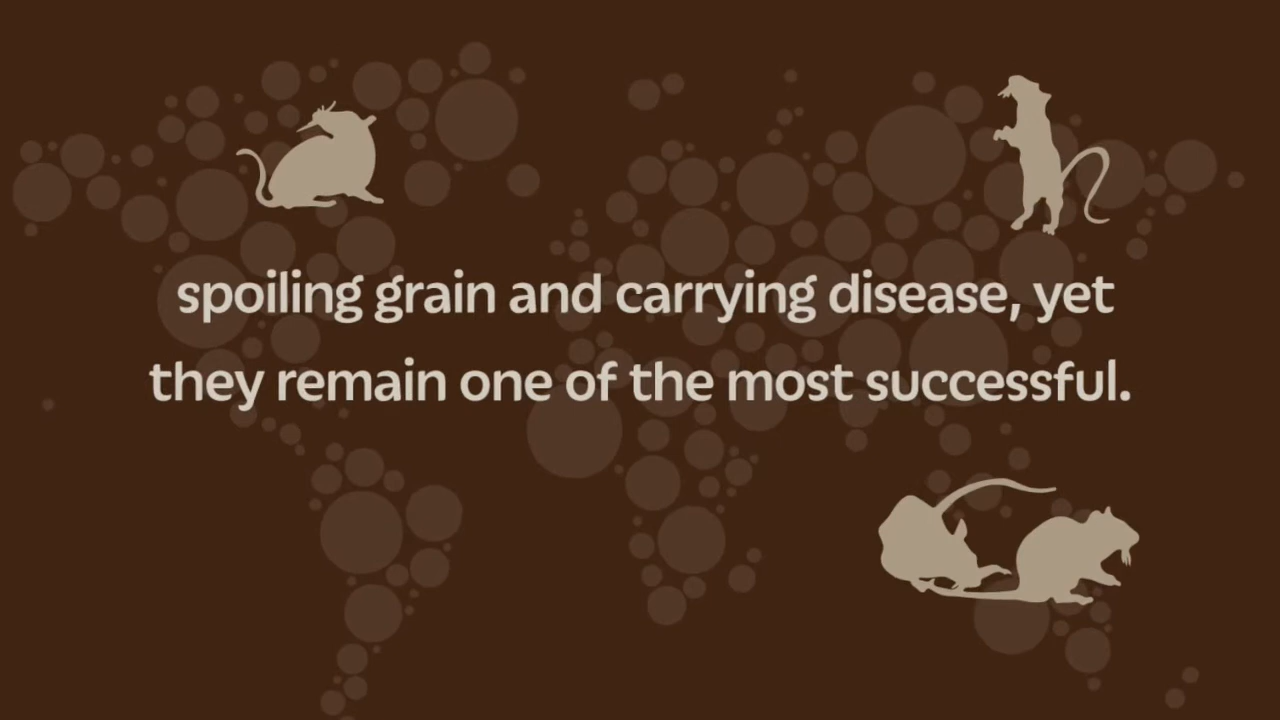 spoiling grain and carrying disease, yet
they remain one of the most successful.